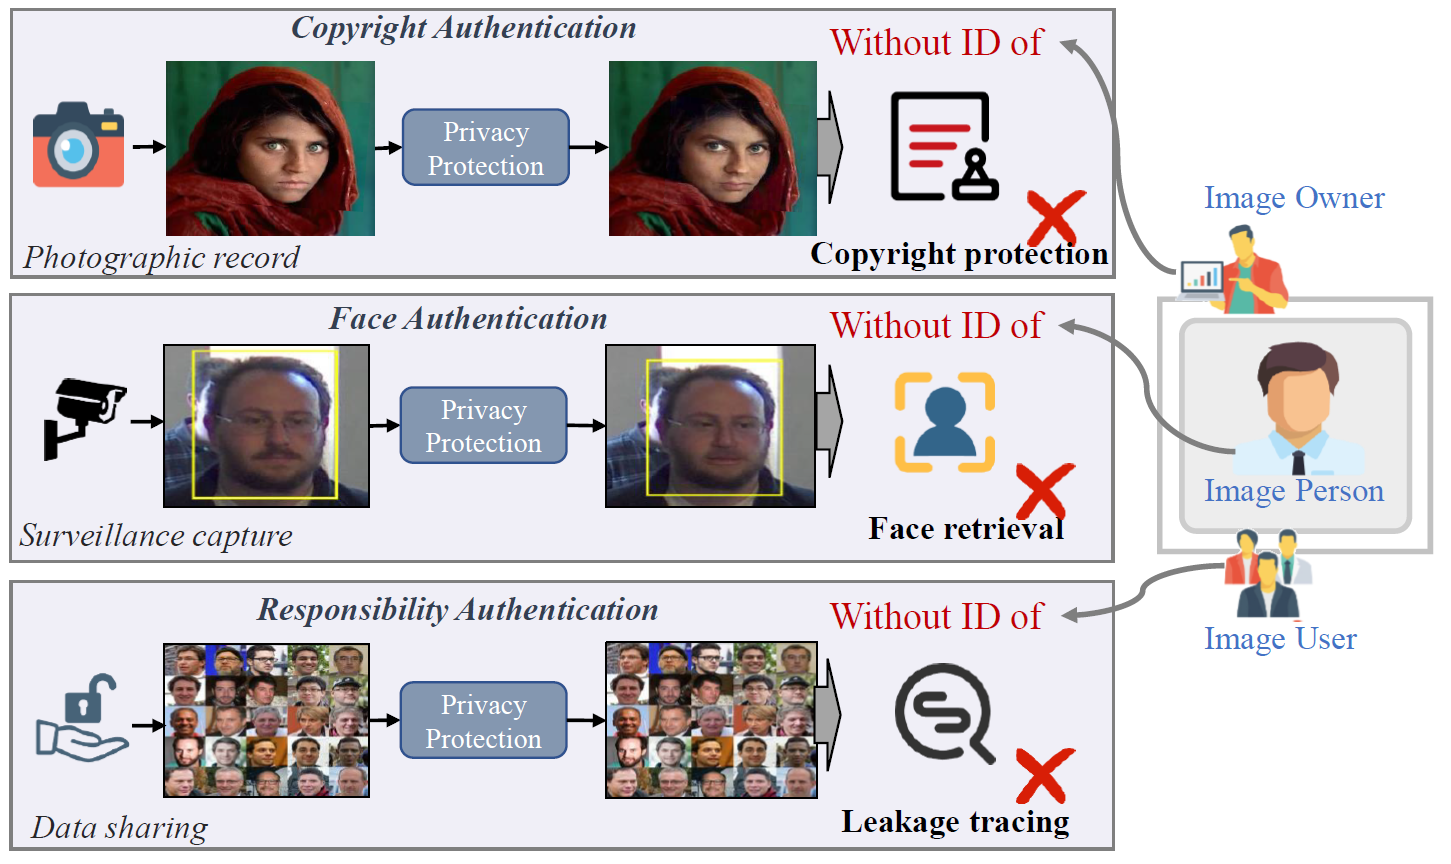 Copyright Authentication
Without ID of
Privacy
Protection
Photographic record
Copyright protection
Face Authentication
Without ID of
Privacy
Protection
Surveillance capture
Face retrieval
Responsibility Authentication
Without ID of
Privacy
Protection
Data sharing
Leakage tracing
Image Owner
Image Person
Image User